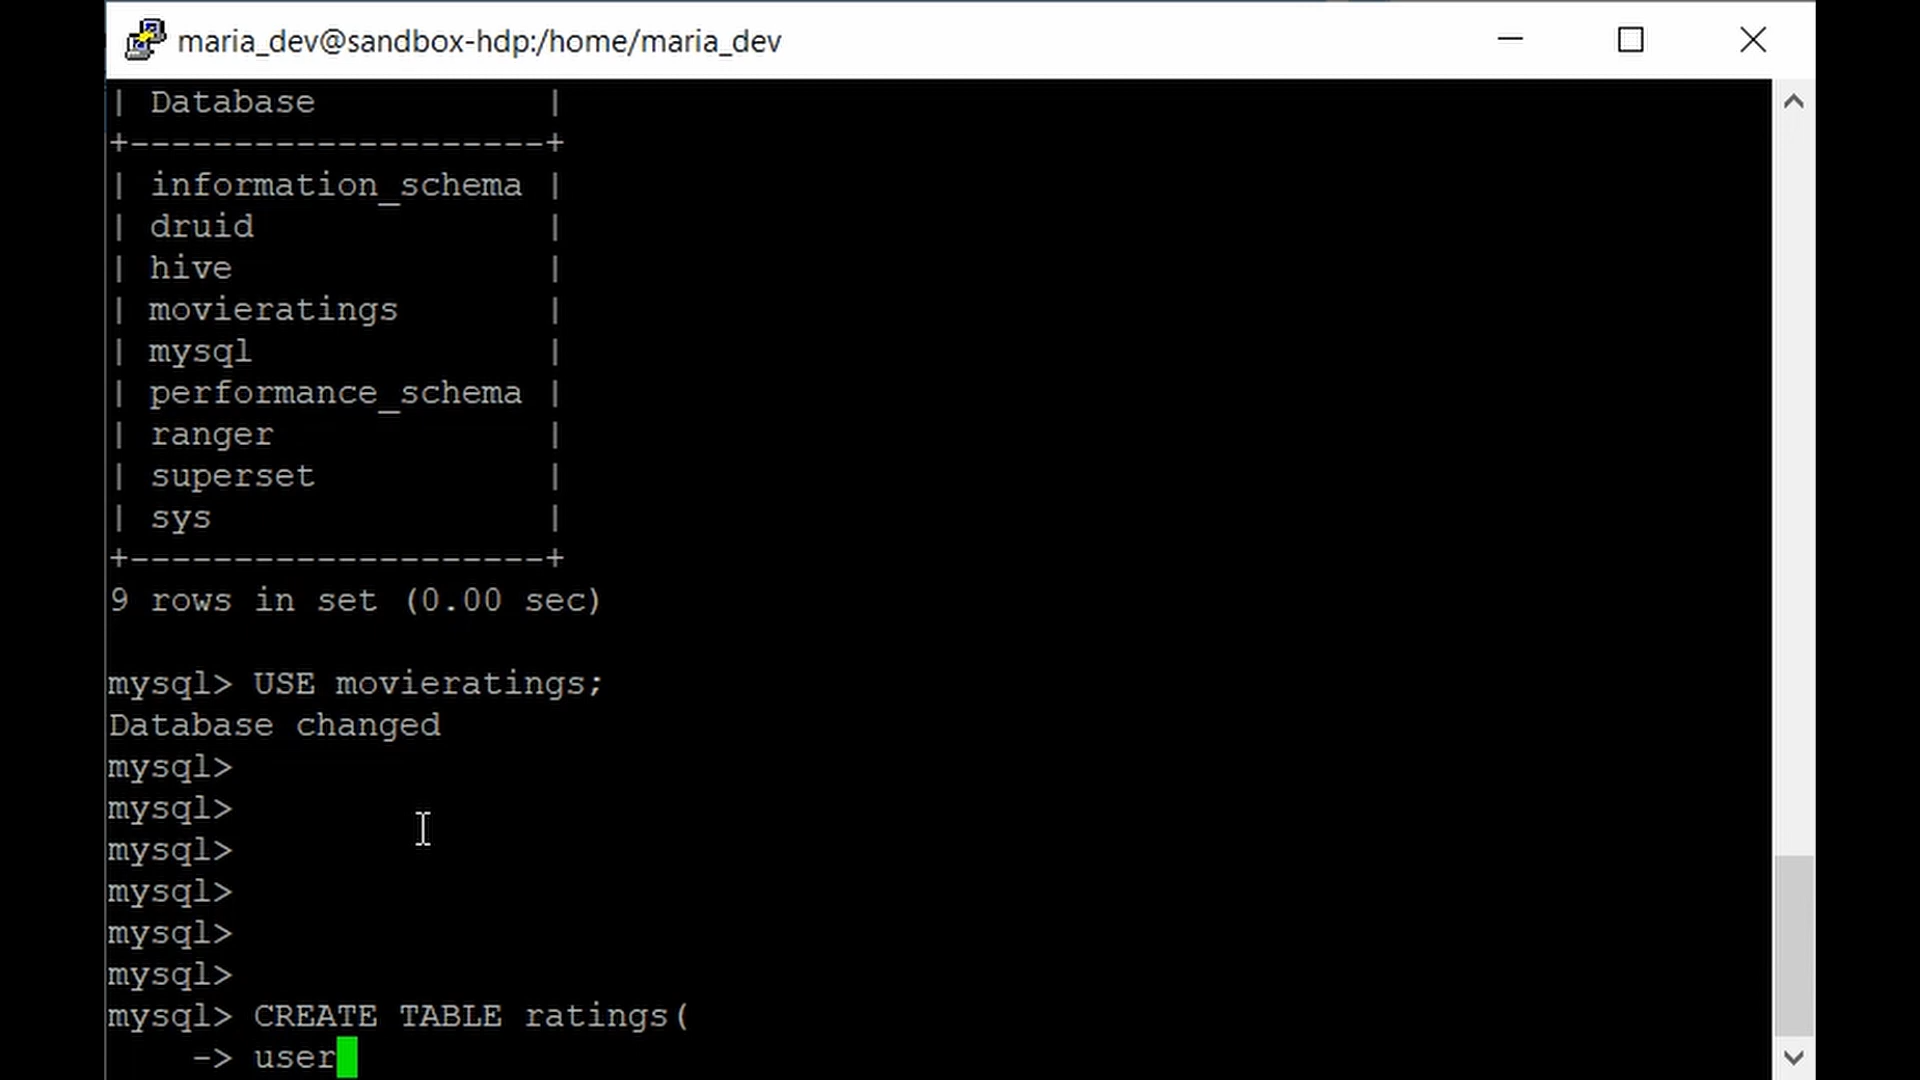 maria_dev@sandbox-hdp:/home/maria_dev
| Database           |
+--------------------+
| information_schema |
| druid              |
| hive               |
| movieratings       |
| mysql              |
| performance_schema |
| ranger             |
| superset           |
| sys                |
+--------------------+
9 rows in set (0.00 sec)
mysql> USE movieratings;
Database changed
mysql>
mysql>
mysql>
mysql>
mysql>
mysql>
mysql> CREATE TABLE ratings(
    -> user